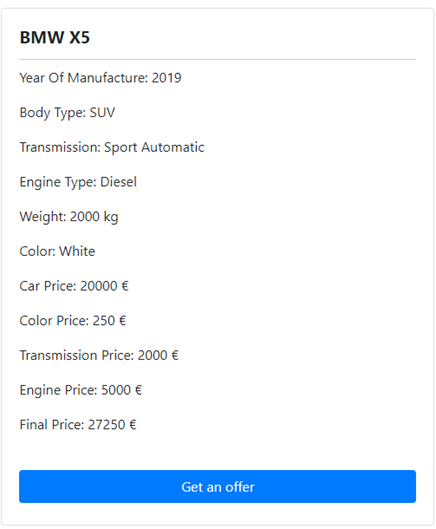 BMW X5
Year Of Manufacture: 2019
Body Type: SUV
Transmission: Sport Automatic
Engine Type: Diesel
Weight: 2000 kg
Color: White
Car Price: 20000 €
Color Price: 250 €
Transmission Price: 2000 €
Engine Price: 5000 €
Final Price: 27250 €
Get an offer